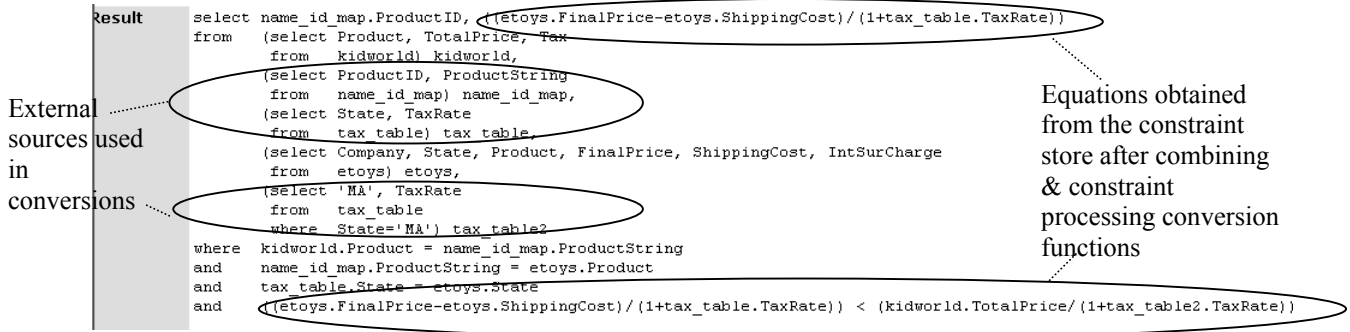 Result select name_id_map.ProductID, ((etoys.FinalPrice-etoys.ShippingCost)/(1+tax_table.TaxRate))
from (select Product, TotalPrice, Tax
from kidworld) kidworld,
(select ProductID, ProductString
from name_id_map) name_id_map,
(select State, TaxRate
from tax_table) tax_table,
(select Company, State, Product, FinalPrice, ShippingCost, IntSurCharge
from etoys) etoys,
(select 'MA', TaxRate
from tax_table
where State='MA') tax_table2
where kidworld.Product = name_id_map.ProductString
and name_id_map.ProductString = etoys.Product
and tax_table.State = etoys.State
and ((etoys.FinalPrice-etoys.ShippingCost)/(1+tax_table.TaxRate)) < (kidworld.TotalPrice/(1+tax_table2.TaxRate))
External
sources used
in
conversions
Equations obtained
from the constraint
store after combining
& constraint
processing conversion
functions